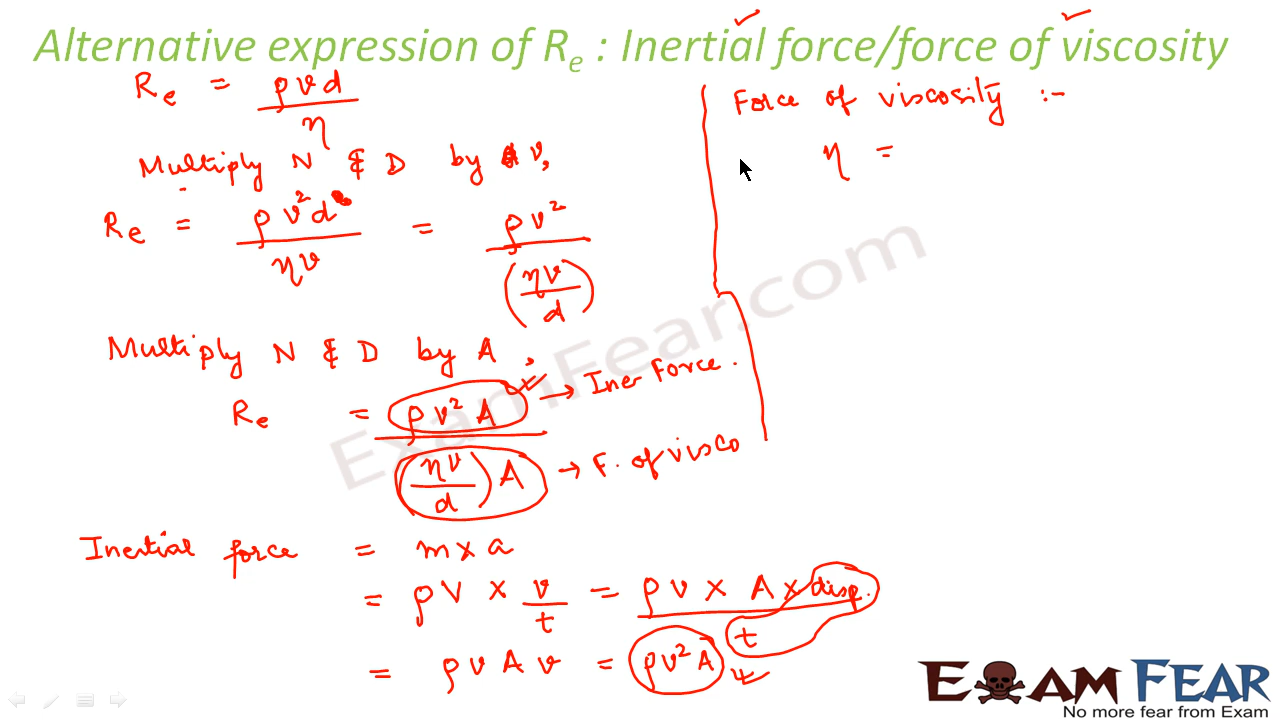 Alternative expression of Re : Inertial force/force of viscosity
Re = ρvd/η
Multiply N & D by v,
Re = ρv²d/ηv = ρv²/(ηv/d)
Multiply N & D by A,
Re = ρv²A → Iner Force.
(ηv/d)A → F. of visco
Inertial force = m × a
= ρV × v/t = ρv × A × disp./t
= ρvAv = ρv²A
Force of viscosity :-
η =
ExamFear.com
EXAM FEAR
No more fear from Exam